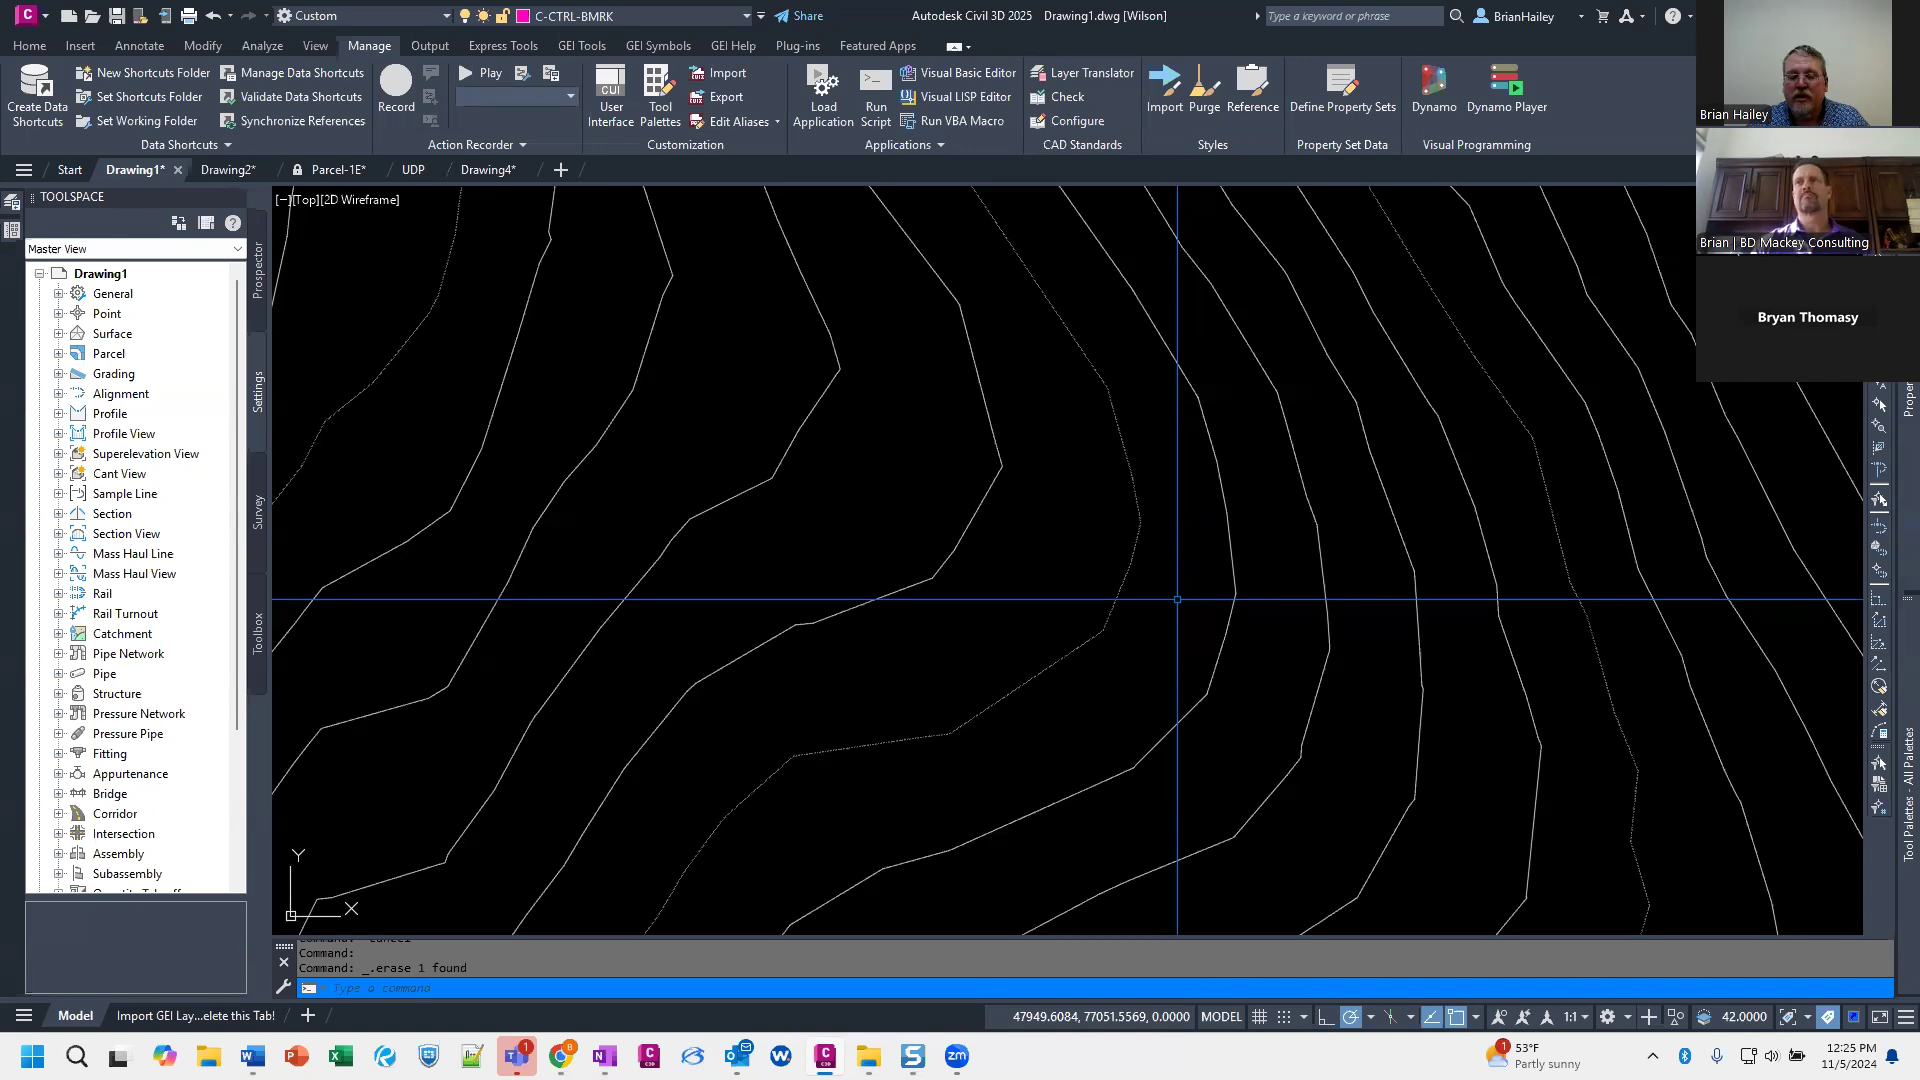 Custom
C-CTRL-BMRK
Share
Autodesk Civil 3D 2025 Drawing1.dwg [Wilson]
Type a keyword or phrase
BrianHailey
Home Insert Annotate Modify Analyze View Manage Output Express Tools GEI Tools GEI Symbols GEI Help Plug-ins Featured Apps
Create Data
Shortcuts
New Shortcuts Folder
Set Shortcuts Folder
Set Working Folder
Manage Data Shortcuts
Validate Data Shortcuts
Synchronize References
Data Shortcuts
Record
Play
Action Recorder
CUI
User
Interface
Tool
Palettes
Import
Export
Edit Aliases
Customization
Load
Application
Run
Script
Visual Basic Editor
Visual LISP Editor
Run VBA Macro
Applications
Layer Translator
Check
Configure
CAD Standards
Import
Purge
Reference
Styles
Define Property Sets
Property Set Data
Dynamo
Dynamo Player
Visual Programming
Brian Hailey
Brian | BD Mackey Consulting
Bryan Thomasy
Start Drawing1* Drawing2* Parcel-1E* UDP Drawing4*
TOOLSPACE
Master View
Drawing1
General
Point
Surface
Parcel
Grading
Alignment
Profile
Profile View
Superelevation View
Cant View
Sample Line
Section
Section View
Mass Haul Line
Mass Haul View
Rail
Rail Turnout
Catchment
Pipe Network
Pipe
Structure
Pressure Network
Pressure Pipe
Fitting
Appurtenance
Bridge
Corridor
Intersection
Assembly
Subassembly
Prospector
Settings
Survey
Toolbox
[−][Top][2D Wireframe]
Y
X
Tool Palettes - All Palettes
Command:
Command: _.erase 1 found
Type a command
Model
Import GEI Lay...elete this Tab!
47949.6084, 77051.5569, 0.0000
MODEL
1:1
42.0000
53°F
Partly sunny
12:25 PM
11/5/2024